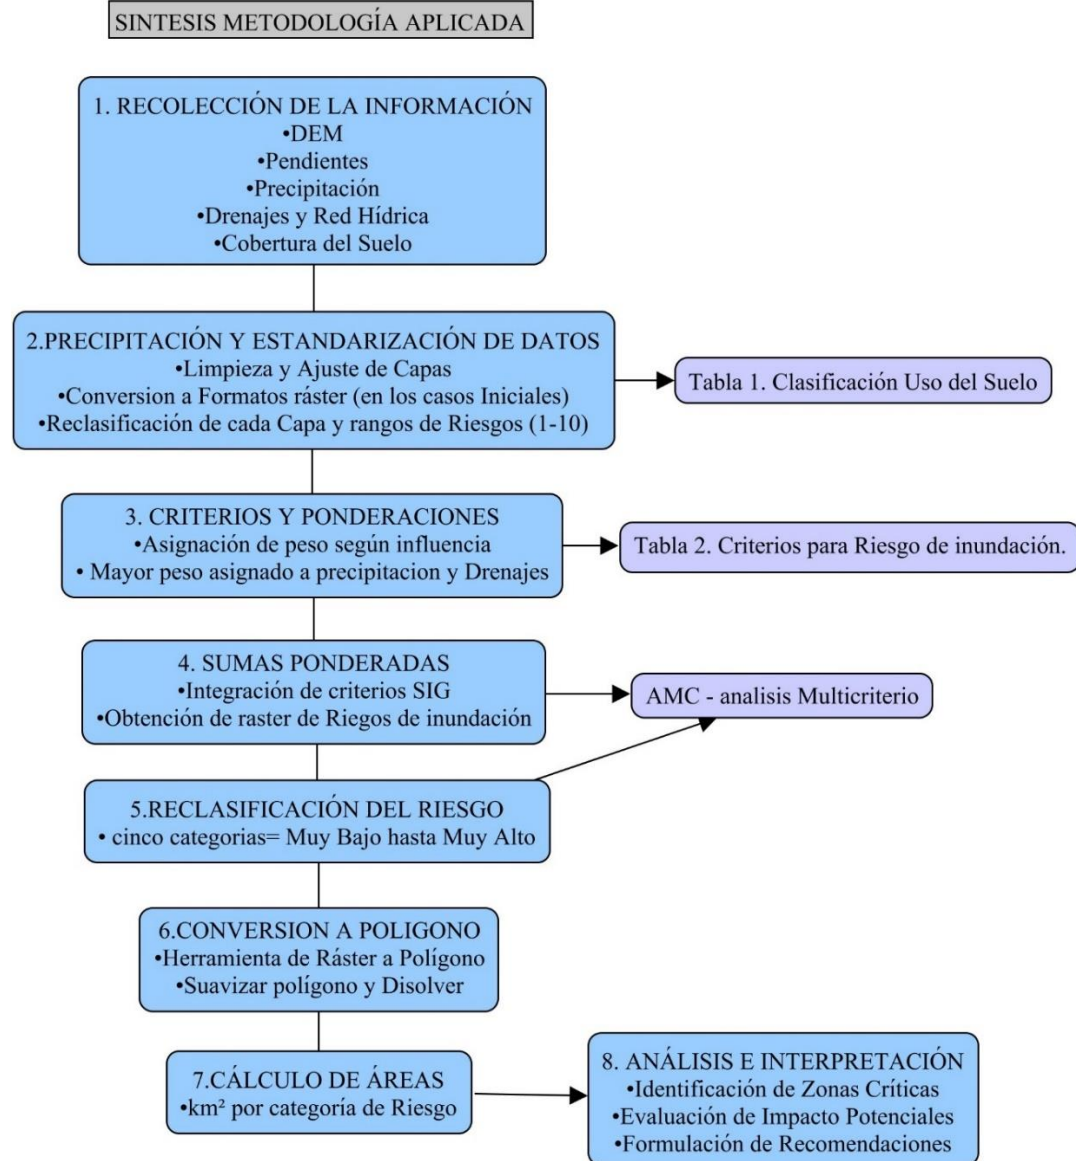 SINTESIS METODOLOGÍA APLICADA
1. RECOLECCIÓN DE LA INFORMACIÓN
•DEM
•Pendientes
•Precipitación
•Drenajes y Red Hídrica
•Cobertura del Suelo
2.PRECIPITACIÓN Y ESTANDARIZACIÓN DE DATOS
•Limpieza y Ajuste de Capas
•Conversion a Formatos ráster (en los casos Iniciales)
•Reclasificación de cada Capa y rangos de Riesgos (1-10)
Tabla 1. Clasificación Uso del Suelo
3. CRITERIOS Y PONDERACIONES
•Asignación de peso según influencia
• Mayor peso asignado a precipitacion y Drenajes
Tabla 2. Criterios para Riesgo de inundación.
4. SUMAS PONDERADAS
•Integración de criterios SIG
•Obtención de raster de Riegos de inundación
AMC - analisis Multicriterio
5.RECLASIFICACIÓN DEL RIESGO
• cinco categorias= Muy Bajo hasta Muy Alto
6.CONVERSION A POLIGONO
•Herramienta de Ráster a Polígono
•Suavizar polígono y Disolver
7.CÁLCULO DE ÁREAS
•km² por categoría de Riesgo
8. ANÁLISIS E INTERPRETACIÓN
•Identificación de Zonas Críticas
•Evaluación de Impacto Potenciales
•Formulación de Recomendaciones